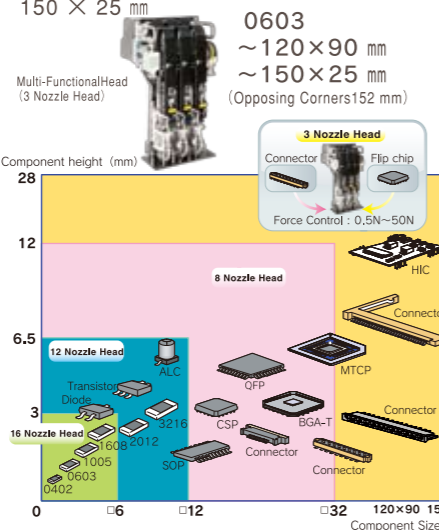 150 × 25 mm
Multi-FunctionalHead
(3 Nozzle Head)
0603
～120×90 mm
～150×25 mm
(Opposing Corners152 mm)
3 Nozzle Head
Connector
Flip chip
Force Control : 0.5N～50N
Component height (mm)
28
12
6.5
3
0
8 Nozzle Head
HIC
Connector
12 Nozzle Head
ALC
MTCP
QFP
Transistor
Diode
3216
CSP
BGA-T
Connector
16 Nozzle Head
1608
2012
SOP
Connector
Connector
1005
0603
0402
□6
□12
□32
120×90
15
Component Size